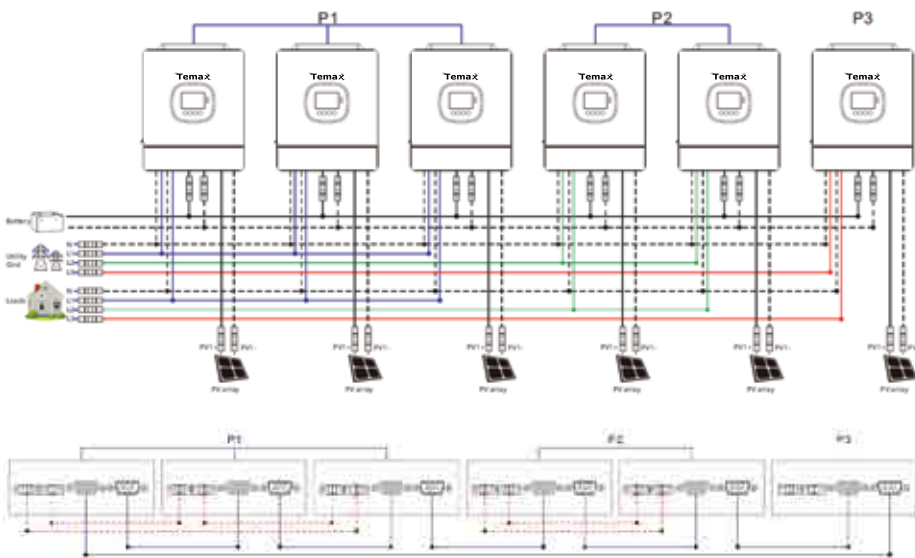 P1 P2 P3
Temax Temax Temax Temax Temax Temax
Battery
Utility
Grid
N
L1
L2
L3
Loads
N
L1
L2
L3
PV1+ PV1- PV1+ PV1- PV1+ PV1- PV1+ PV1- PV1+ PV1- PV1+ PV1-
PV array PV array PV array PV array PV array PV array
P1 P2 P3